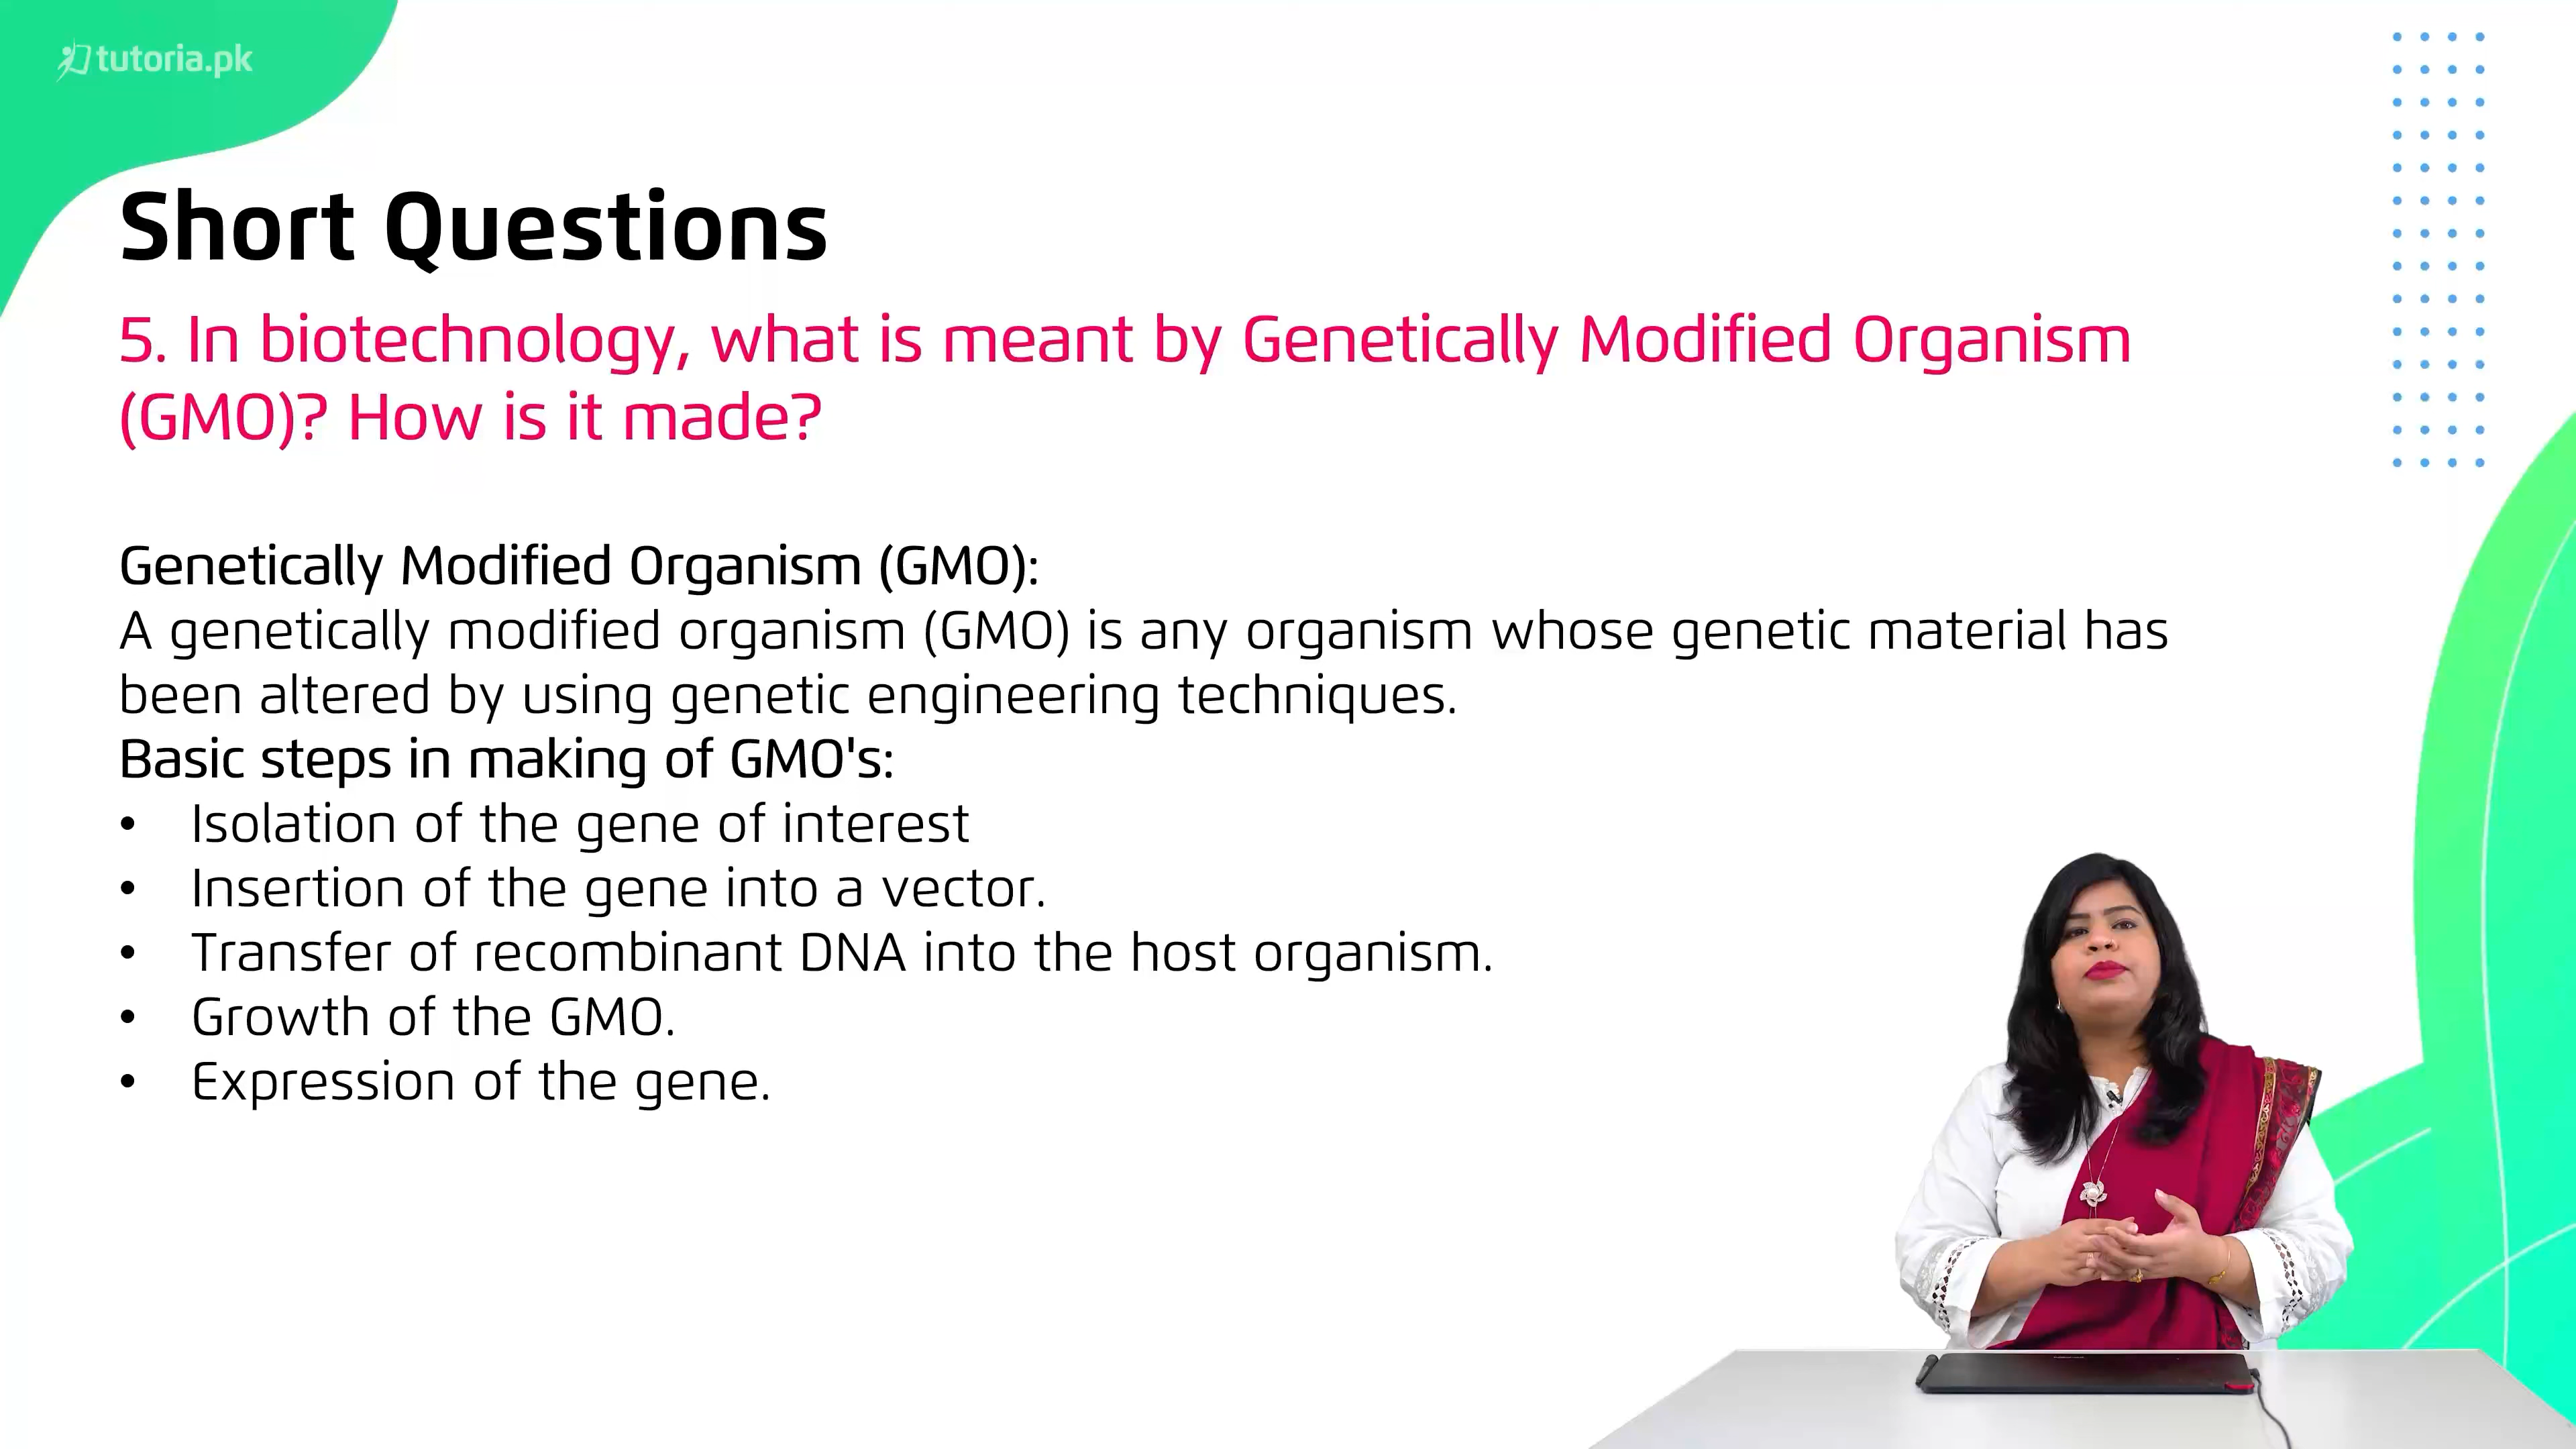 tutoria.pk
Short Questions
5. In biotechnology, what is meant by Genetically Modified Organism
(GMO)? How is it made?
Genetically Modified Organism (GMO):
A genetically modified organism (GMO) is any organism whose genetic material has
been altered by using genetic engineering techniques.
Basic steps in making of GMO's:
• Isolation of the gene of interest
• Insertion of the gene into a vector.
• Transfer of recombinant DNA into the host organism.
• Growth of the GMO.
• Expression of the gene.